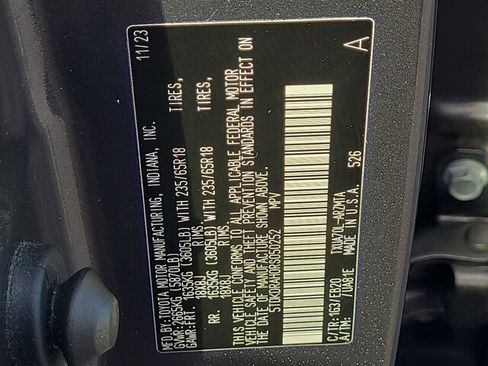 MFD.BY:TOYOTA MOTOR MANUFACTURING, INDIANA, INC. 11/23
GVWR: (5870LB)
GAWR:FRT. 1635KG (3605LB) WITH 235/65R18 TIRES,
18X8J RIMS,
RR. 1635KG (3605LB) WITH 235/65R18 TIRES,
18X8J RIMS,
THIS VEHICLE CONFORMS TO ALL APPLICABLE FEDERAL MOTOR
VEHICLE SAFETY AND THEFT PREVENTION STANDARDS IN EFFECT ON
THE DATE OF MANUFACTURE SHOWN ABOVE.
MPV A
C/TR:1G3/EB20
A/TM: /UA81E MADE IN U.S.A. 526